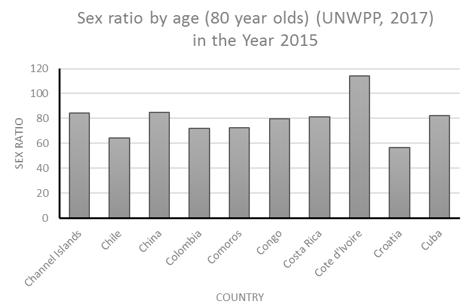 Sex ratio by age (80 year olds) (UNWPP, 2017)
in the Year 2015
120
100
80
60
40
20
0
SEX RATIO
Channel Islands
Chile
China
Colombia
Comoros
Congo
Costa Rica
Cote d'Ivoire
Croatia
Cuba
COUNTRY